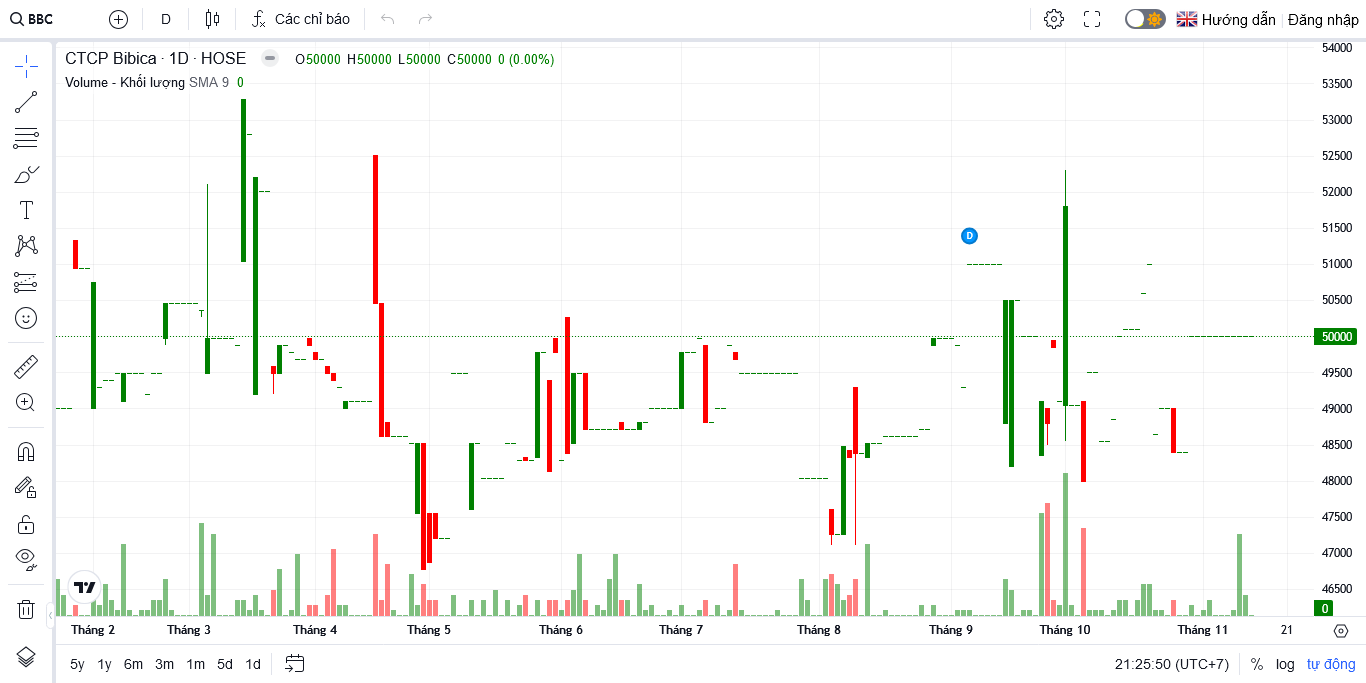 BBC D Các chỉ báo Hướng dẫn Đăng nhập
CTCP Bibica · 1D · HOSE O50000 H50000 L50000 C50000 0 (0.00%)
Volume - Khối lượng SMA 9 0
54000
53500
53000
52500
52000
51500
51000
50500
50000
49500
49000
48500
48000
47500
47000
46500
0
D
T
Tháng 2 Tháng 3 Tháng 4 Tháng 5 Tháng 6 Tháng 7 Tháng 8 Tháng 9 Tháng 10 Tháng 11 21
5y 1y 6m 3m 1m 5d 1d 21:25:50 (UTC+7) % log tự động